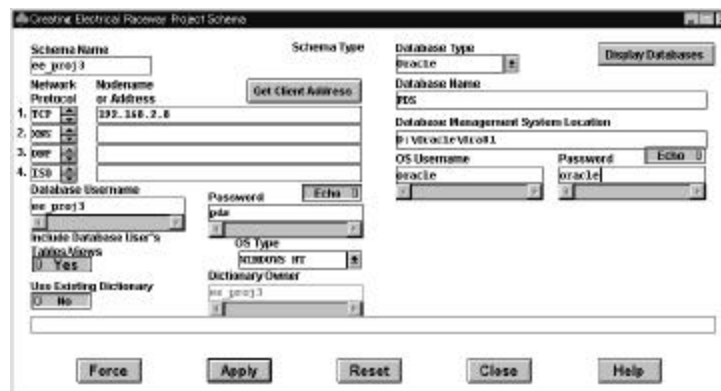 Creating Electrical Raceway Project Schema
Schema Name
ee_proj3
Schema Type
Database Type
Oracle
Display Databases
Network Protocol
Nodename or Address
Get Client Address
Database Name
PDS
1. TCP
192.168.2.8
2. XNS
3. DNP
4. ISO
Database Management System Location
OS Username
oracle
Password
Echo
oracle
Database Username
ee_proj3
Password
Echo
pds
Include Database User's
Tables/Views
Yes
OS Type
WINDOWS NT
Use Existing Dictionary
No
Dictionary Owner
ee_proj3
Force
Apply
Reset
Close
Help